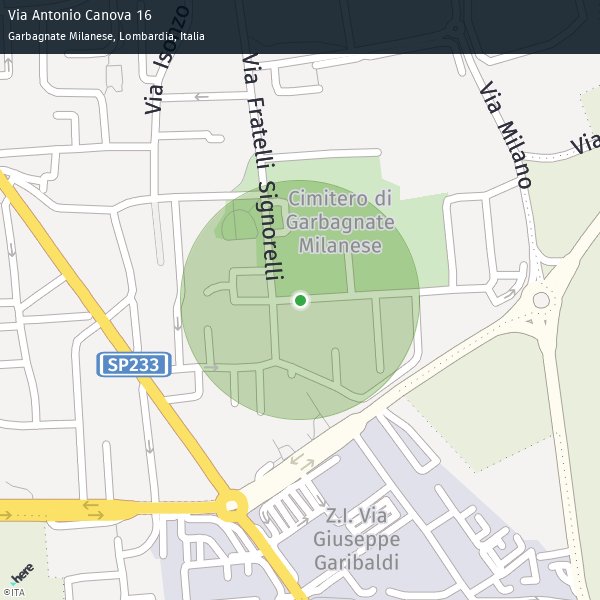 Via Antonio Canova 16
Garbagnate Milanese, Lombardia, Italia
Via Isonzo
Via Fratelli Signorelli
Via Milano
Via
Cimitero di
Garbagnate
Milanese
SP233
Z.I. Via
Giuseppe
Garibaldi
here
©ITA